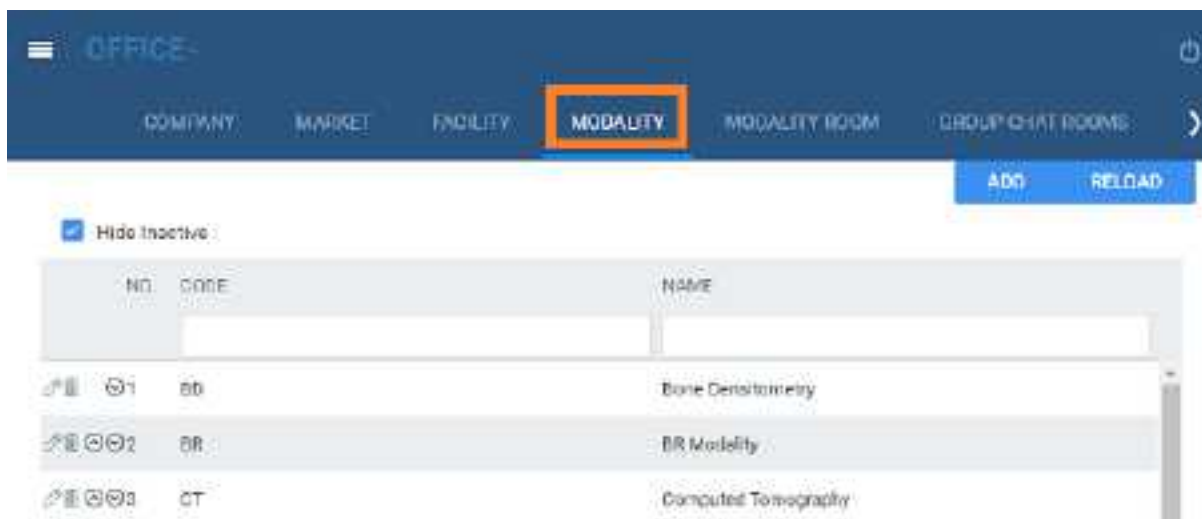 OFFICE
COMPANY MARKET FACILITY MODALITY MODALITY ROOM GROUP CHAT ROOMS
ADD RELOAD
Hide Inactive
NO. CODE NAME
1 BD Bone Densitometry
2 BR BR Modality
3 CT Computed Tomography